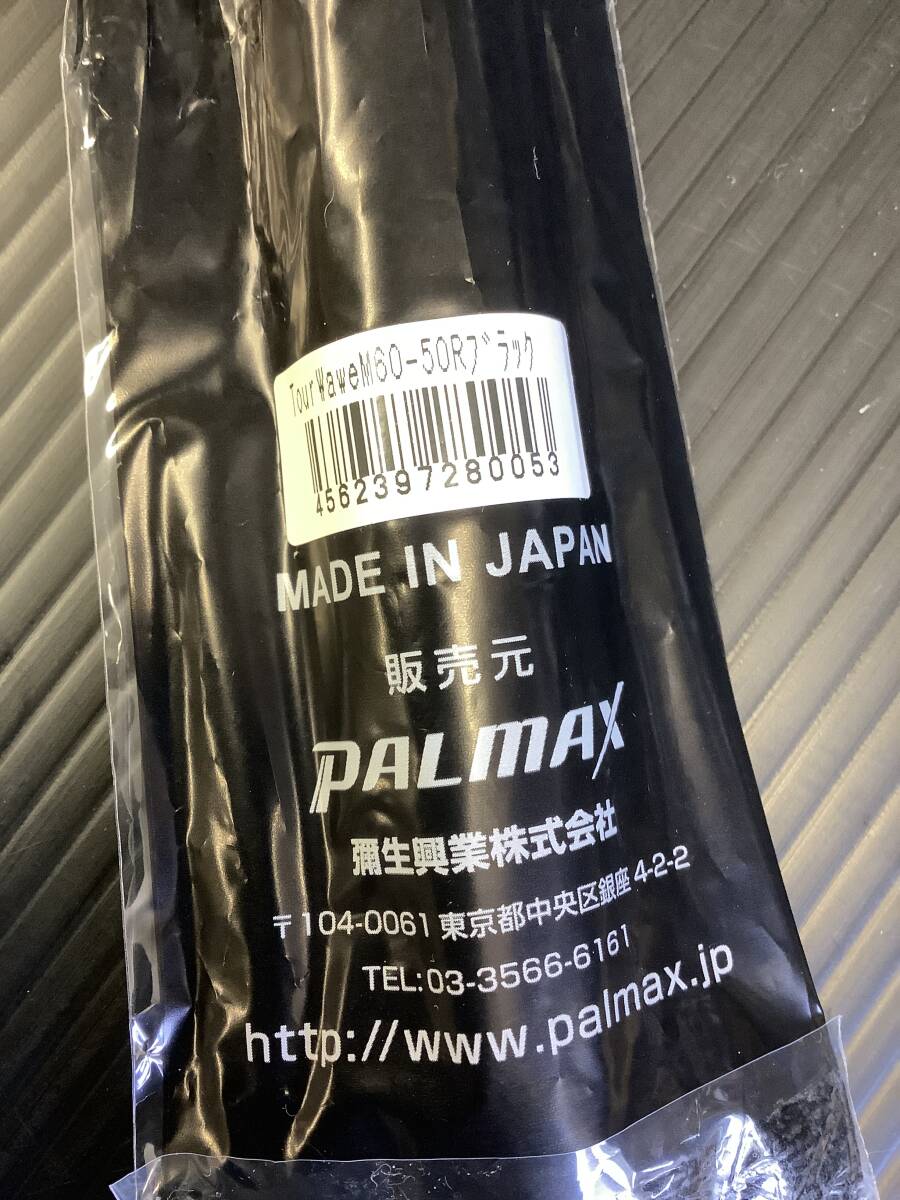 TourWaweM60-50Rﾌﾞﾗｯｸ
4562397280053
MADE IN JAPAN
販売元
PALMAX
彌生興業株式会社
〒104-0061 東京都中央区銀座4-2-2
TEL:03-3566-6161
http://www.palmax.jp